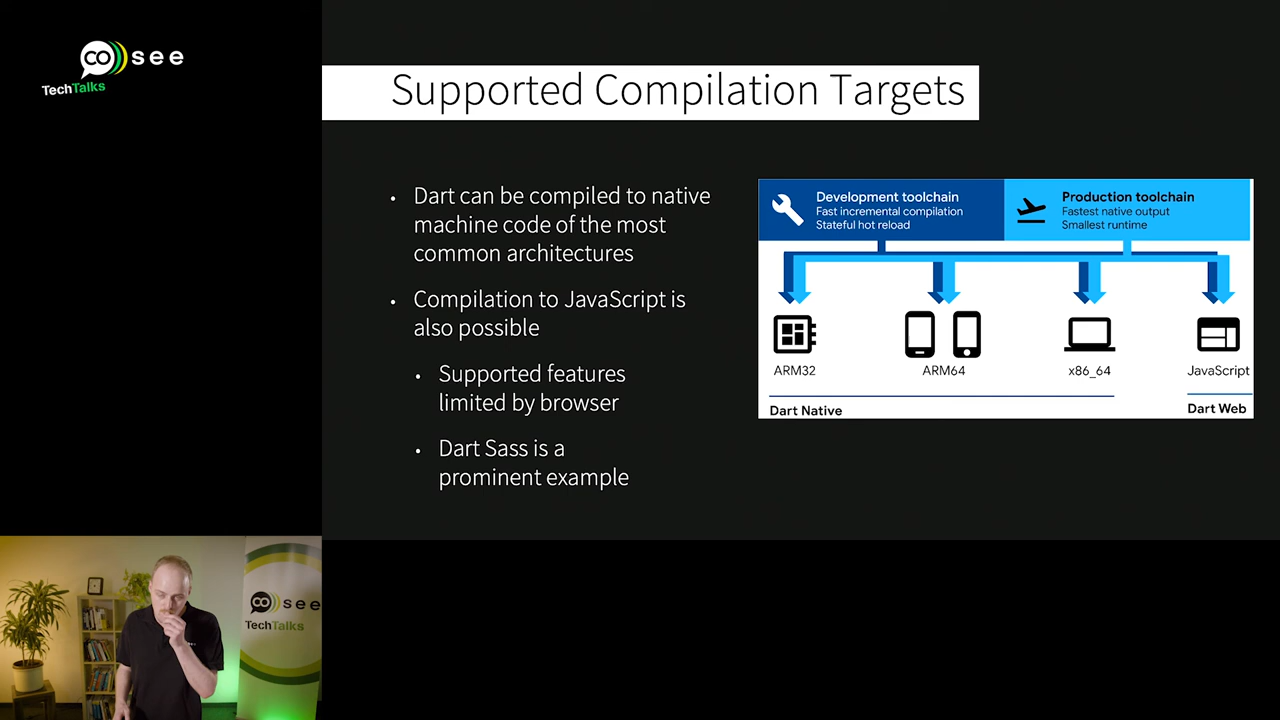 co see
TechTalks
Supported Compilation Targets
• Dart can be compiled to native
machine code of the most
common architectures
• Compilation to JavaScript is
also possible
• Supported features
limited by browser
• Dart Sass is a
prominent example
Development toolchain
Fast incremental compilation
Stateful hot reload
Production toolchain
Fastest native output
Smallest runtime
ARM32
ARM64
x86_64
JavaScript
Dart Native
Dart Web
co see
TechTalks